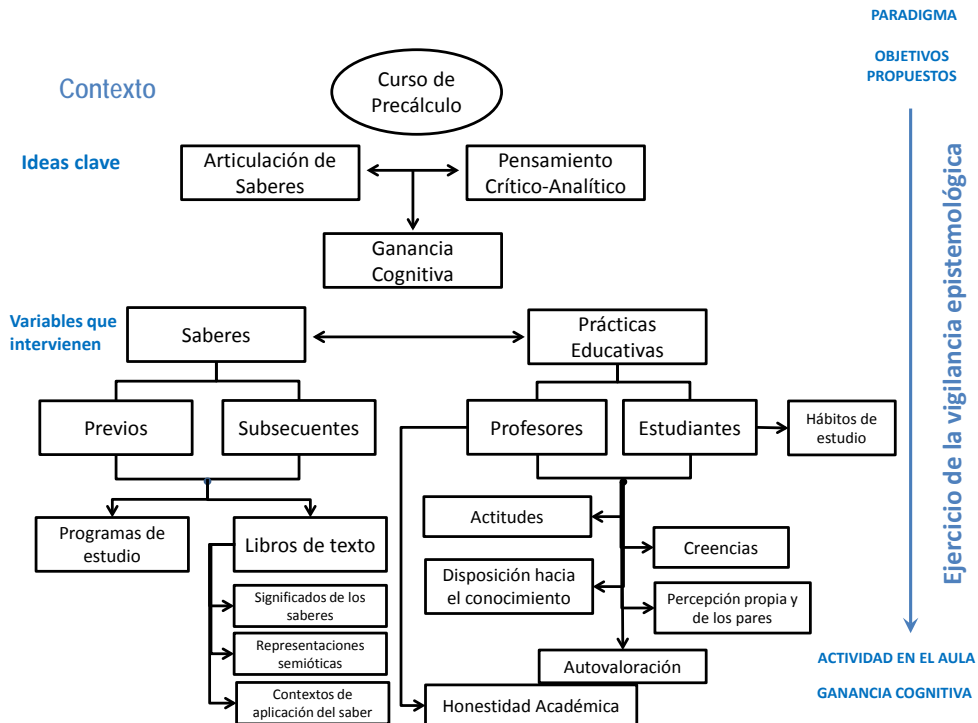 PARADIGMA
OBJETIVOS
PROPUESTOS
Contexto
Curso de
Precálculo
Ideas clave
Articulación de
Saberes
Pensamiento
Crítico-Analítico
Ganancia
Cognitiva
Variables que
intervienen
Saberes
Prácticas
Educativas
Previos
Subsecuentes
Profesores
Estudiantes
Hábitos de
estudio
Programas de
estudio
Libros de texto
Significados de los
saberes
Representaciones
semióticas
Contextos de
aplicación del saber
Actitudes
Creencias
Disposición hacia
el conocimiento
Percepción propia y
de los pares
Autovaloración
Honestidad Académica
Ejercicio de la vigilancia epistemológica
ACTIVIDAD EN EL AULA
GANANCIA COGNITIVA